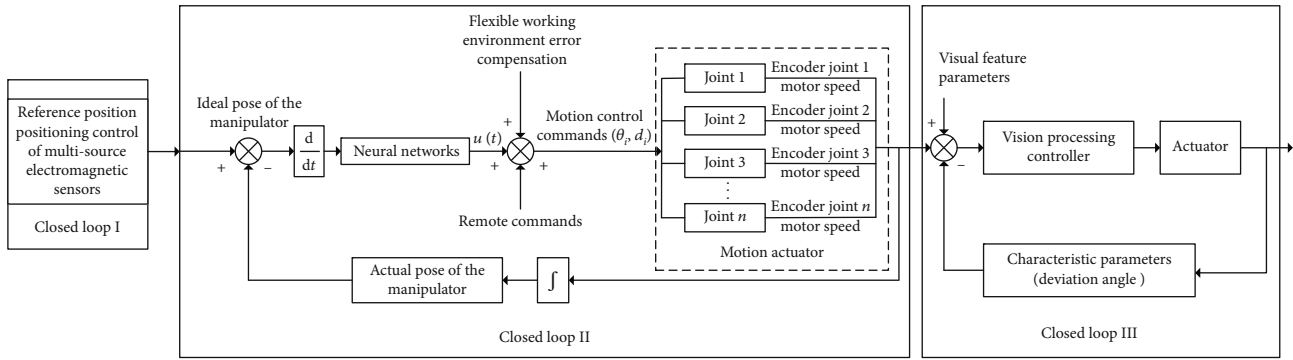 Reference position
positioning control
of multi-source
electromagnetic
sensors
Closed loop I
Ideal pose of the
manipulator
+
−
d
dt
Neural networks
u (t)
Flexible working
environment error
compensation
+
+
+
Remote commands
Motion control
commands (θi, di)
Joint 1
Encoder joint 1
motor speed
Joint 2
Encoder joint 2
motor speed
Joint 3
Encoder joint 3
motor speed
⋮
Joint n
Encoder joint n
motor speed
Motion actuator
Actual pose of the
manipulator
∫
Closed loop II
Visual feature
parameters
+
−
Vision processing
controller
Actuator
Characteristic parameters
(deviation angle )
Closed loop III